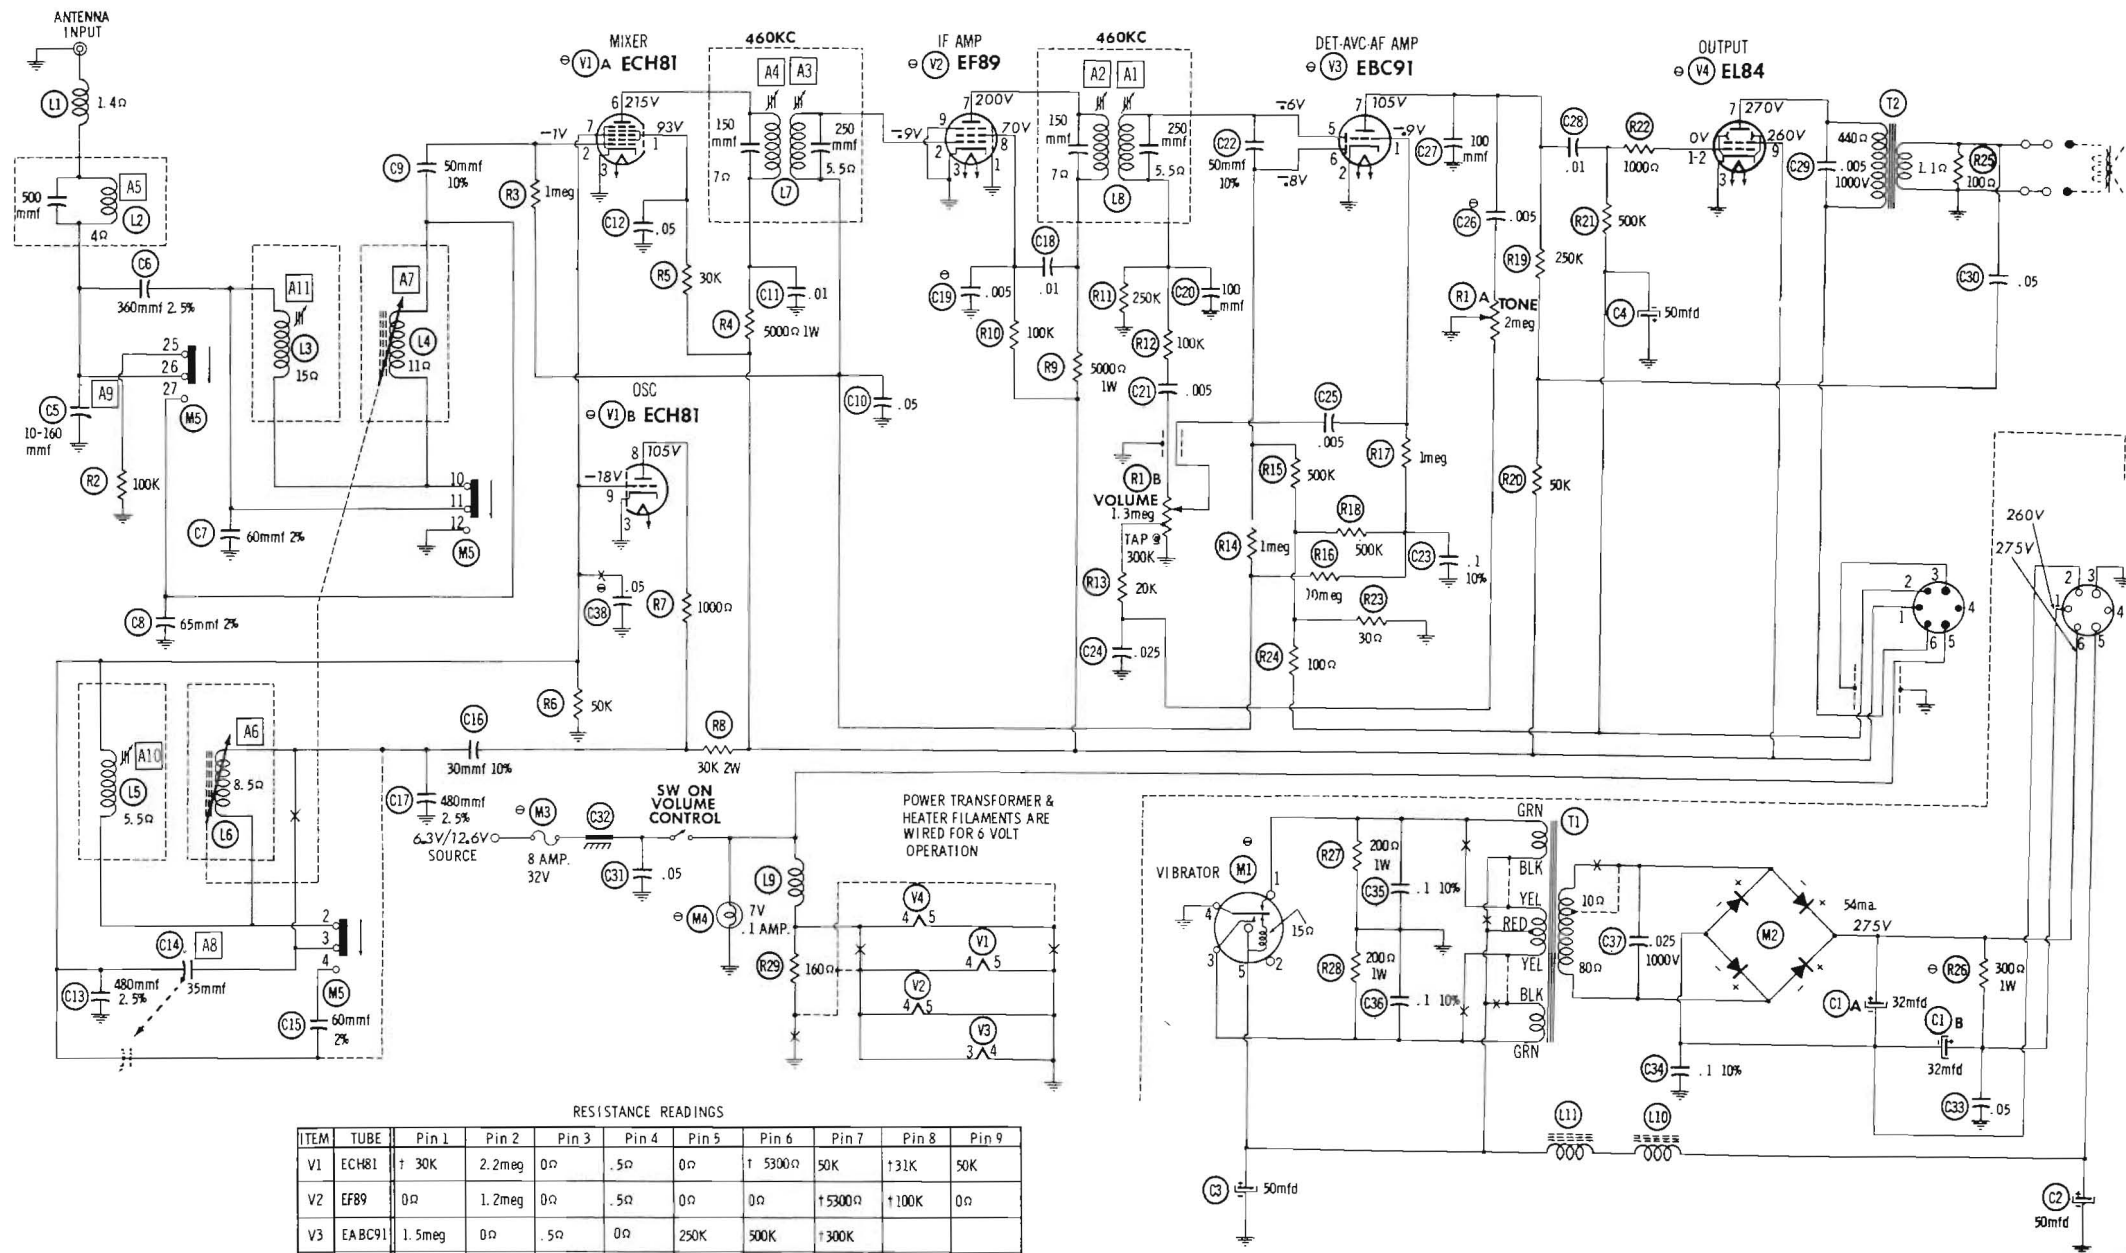 ANTENNA
INPUT
L1 1.4Ω
500
mmf
A5
L2
4Ω
C6
360mmf 2.5%
A11
L3
15Ω
A7
L4
11Ω
25
26
27
M5
A9
C5
10-160
mmf
R2
100K
C7
60mmf 2%
10
11
12
M5
C8
65mmf 2%
MIXER
⊖ V1 A ECH81
6 215V
-1V
7
2
3
93V
1
C9
50mmf
10%
R3
1meg
C12
.05
R5
30K
460KC
A4 A3
150
mmf
250
mmf
7Ω
5.5Ω
L7
C11
.01
R4
5000Ω 1W
C10
.05
OSC
⊖ V1 B ECH81
8 105V
-18V
9
3
⊖
C38
.05
R7
1000Ω
R6
50K
IF AMP
⊖ V2 EF89
7 200V
-.9V
9
2
70V
8
3
1
⊖
C19
.005
C18
.01
R10
100K
460KC
A2 A1
150
mmf
250
mmf
7Ω
5.5Ω
L8
R11
250K
C20
100
mmf
R9
5000Ω
1W
R12
100K
C21
.005
C25
.005
R1 B
VOLUME
1.3meg
TAP @
300K
R13
20K
C24
.025
DET-AVC-AF AMP
⊖ V3 EBC91
7 105V
-.6V
5
6
-.8V
-.9V
1
2
C22
50mmf
10%
C27
100
mmf
⊖
C26
.005
R1 A
TONE
2meg
R15
500K
R17
1meg
R18
500K
R14
1meg
R16
10meg
C23
.1
10%
R23
30Ω
R24
100Ω
C28
.01
R22
1000Ω
R19
250K
R21
500K
C4
50mfd
R20
50K
OUTPUT
⊖ V4 EL84
7 270V
0V
1-2
3
260V
9
C29
.005
1000V
T2
440Ω
1.1Ω
R25
100Ω
C30
.05
260V
275V
1 2 3 4 5 6
1 2 3 4 5 6
L5
5.5Ω
A10
A6
8.5Ω
L6
C13
480mmf
2.5%
C14
35mmf
A8
2
3
4
M5
C15
60mmf
2%
C16
30mmf 10%
C17
480mmf
2.5%
R8
30K 2W
6.3V/12.6V
SOURCE
⊖ M3
8 AMP.
32V
C32
C31
.05
SW ON
VOLUME
CONTROL
⊖ M4
7V
.1 AMP.
L9
R29
160Ω
POWER TRANSFORMER &
HEATER FILAMENTS ARE
WIRED FOR 6 VOLT
OPERATION
V4
4 5
V1
4 5
V2
4 5
V3
3 4
VIBRATOR
⊖
M1
1
4
3
5
2
15Ω
R27
200Ω
1W
R28
200Ω
1W
C35
.1 10%
C36
.1 10%
GRN
BLK
YEL
RED
YEL
BLK
GRN
T1
10Ω
80Ω
C37
.025
1000V
M2
54ma.
275V
⊖ R26
300Ω
1W
C1 A
32mfd
C1 B
32mfd
C34
.1 10%
C33
.05
L11
L10
C3
50mfd
C2
50mfd
RESISTANCE READINGS
ITEM TUBE Pin 1 Pin 2 Pin 3 Pin 4 Pin 5 Pin 6 Pin 7 Pin 8 Pin 9
V1 ECH81 † 30K 2.2meg 0Ω .5Ω 0Ω † 5300Ω 50K †31K 50K
V2 EF89 0Ω 1.2meg 0Ω .5Ω 0Ω 0Ω †5300Ω †100K 0Ω
V3 EABC91 1.5meg 0Ω .5Ω 0Ω 250K 500K †300K